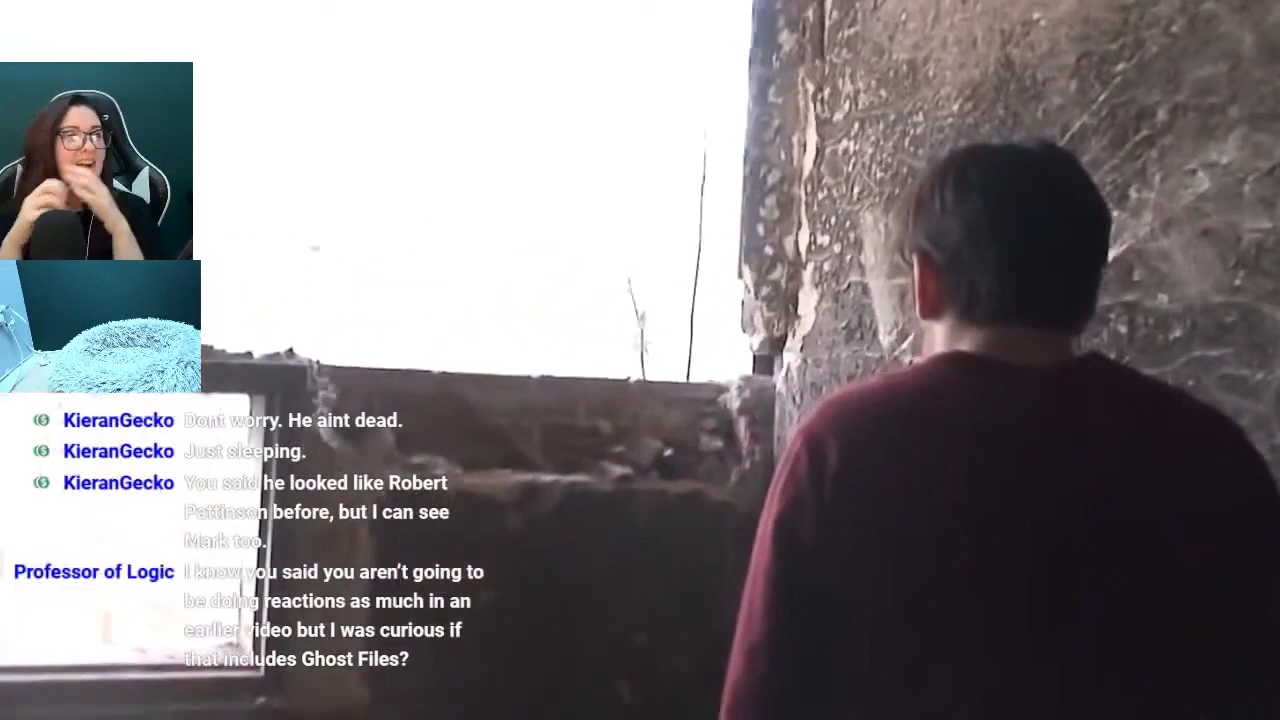 KieranGecko Dont worry. He aint dead.
KieranGecko Just sleeping.
KieranGecko You said he looked like Robert
Pattinson before, but I can see
Mark too.
Professor of Logic I know you said you aren't going to
be doing reactions as much in an
earlier video but I was curious if
that includes Ghost Files?